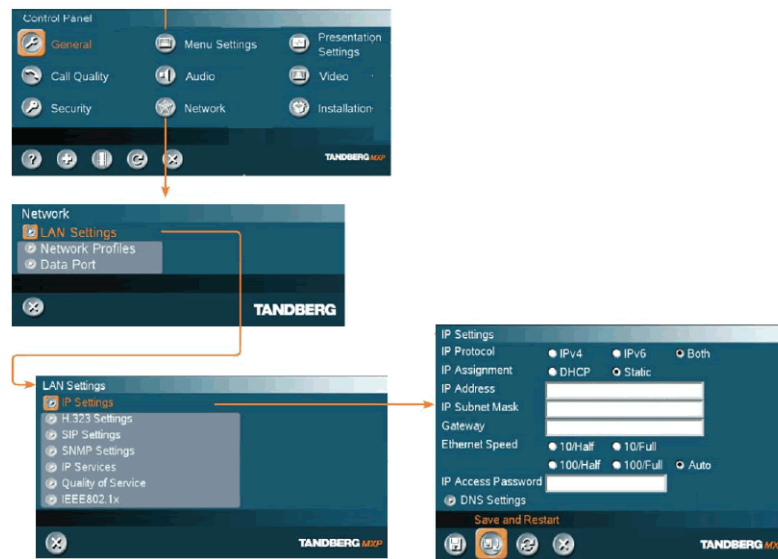 Control Panel
General
Menu Settings
Presentation
Settings
Call Quality
Audio
Video
Security
Network
Installation
TANDBERG MXP
Network
LAN Settings
Network Profiles
Data Port
TANDBERG
LAN Settings
IP Settings
H.323 Settings
SIP Settings
SNMP Settings
IP Services
Quality of Service
IEEE802.1x
TANDBERG MXP
IP Settings
IP Protocol IPv4 IPv6 Both
IP Assignment DHCP Static
IP Address
IP Subnet Mask
Gateway
Ethernet Speed 10/Half 10/Full
100/Half 100/Full Auto
IP Access Password
DNS Settings
Save and Restart
TANDBERG